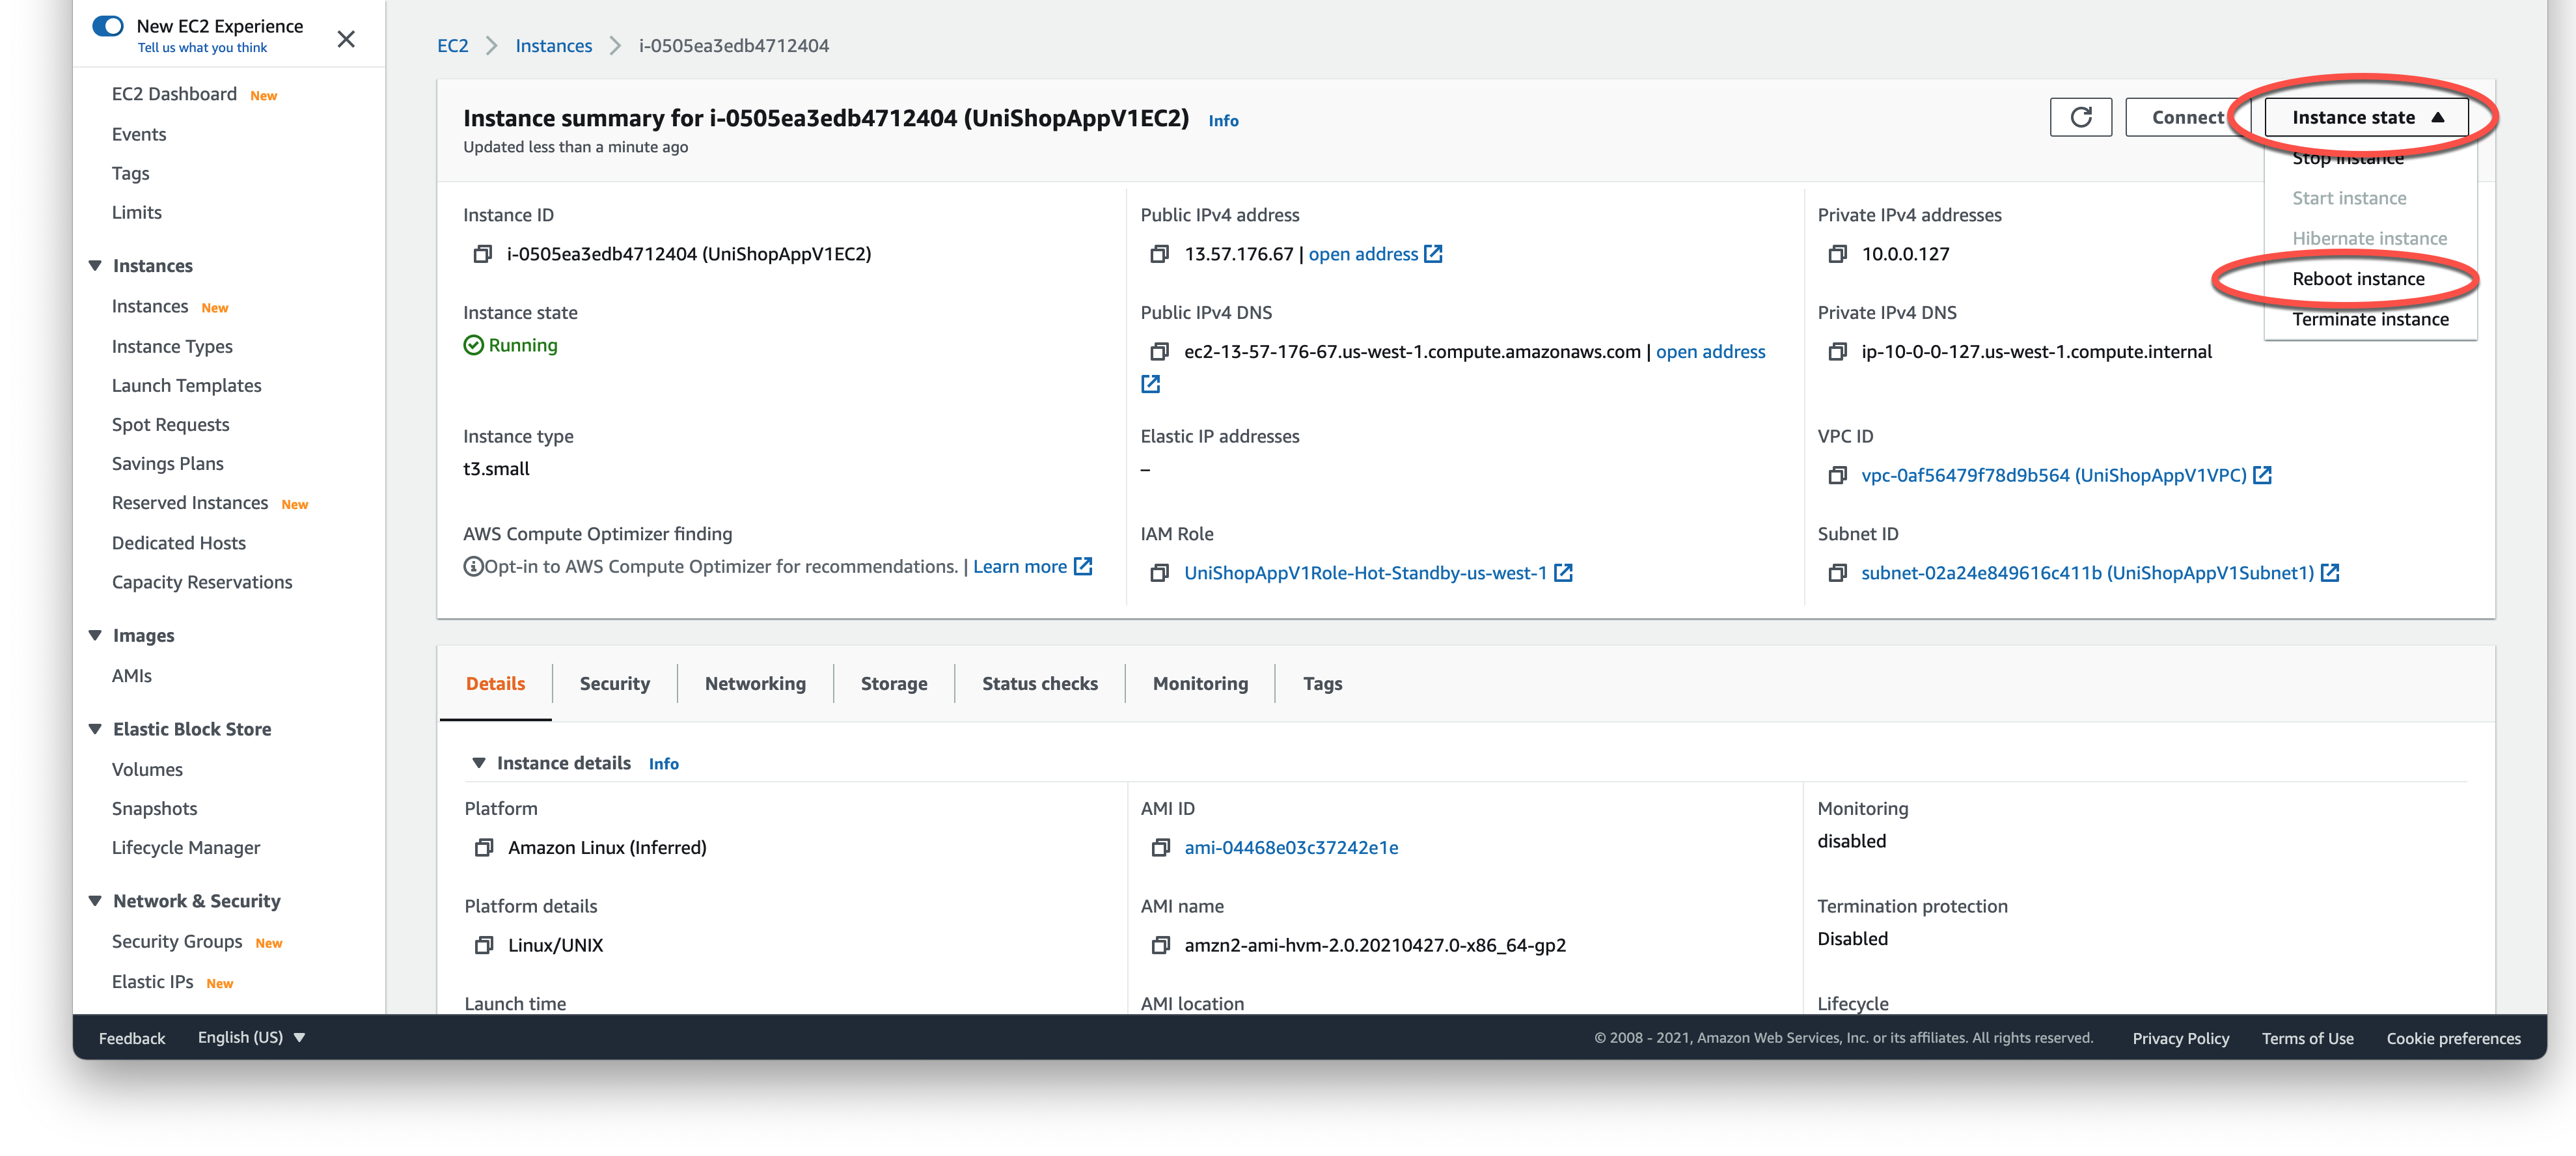 New EC2 Experience
Tell us what you think
EC2 Dashboard New
Events
Tags
Limits
Instances
Instances New
Instance Types
Launch Templates
Spot Requests
Savings Plans
Reserved Instances New
Dedicated Hosts
Capacity Reservations
Images
AMIs
Elastic Block Store
Volumes
Snapshots
Lifecycle Manager
Network & Security
Security Groups New
Elastic IPs New
EC2 > Instances > i-0505ea3edb4712404
Instance summary for i-0505ea3edb4712404 (UniShopAppV1EC2) Info
Updated less than a minute ago
Connect
Instance state
Stop instance
Start instance
Hibernate instance
Reboot instance
Terminate instance
Instance ID
i-0505ea3edb4712404 (UniShopAppV1EC2)
Public IPv4 address
13.57.176.67 | open address
Private IPv4 addresses
10.0.0.127
Instance state
Running
Public IPv4 DNS
ec2-13-57-176-67.us-west-1.compute.amazonaws.com | open address
Private IPv4 DNS
ip-10-0-0-127.us-west-1.compute.internal
Instance type
t3.small
Elastic IP addresses
–
VPC ID
vpc-0af56479f78d9b564 (UniShopAppV1VPC)
AWS Compute Optimizer finding
Opt-in to AWS Compute Optimizer for recommendations. | Learn more
IAM Role
UniShopAppV1Role-Hot-Standby-us-west-1
Subnet ID
subnet-02a24e849616c411b (UniShopAppV1Subnet1)
Details
Security
Networking
Storage
Status checks
Monitoring
Tags
Instance details Info
Platform
Amazon Linux (Inferred)
AMI ID
ami-04468e03c37242e1e
Monitoring
disabled
Platform details
Linux/UNIX
AMI name
amzn2-ami-hvm-2.0.20210427.0-x86_64-gp2
Termination protection
Disabled
Launch time
AMI location
Lifecycle
Feedback English (US)
© 2008 - 2021, Amazon Web Services, Inc. or its affiliates. All rights reserved. Privacy Policy Terms of Use Cookie preferences